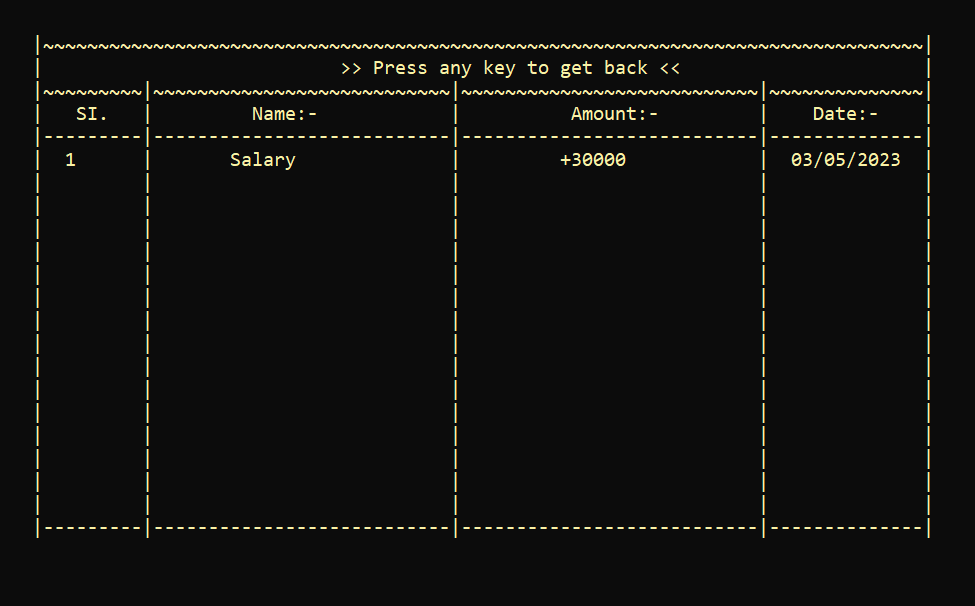 >> Press any key to get back <<
SI. Name:- Amount:- Date:-
1 Salary +30000 03/05/2023